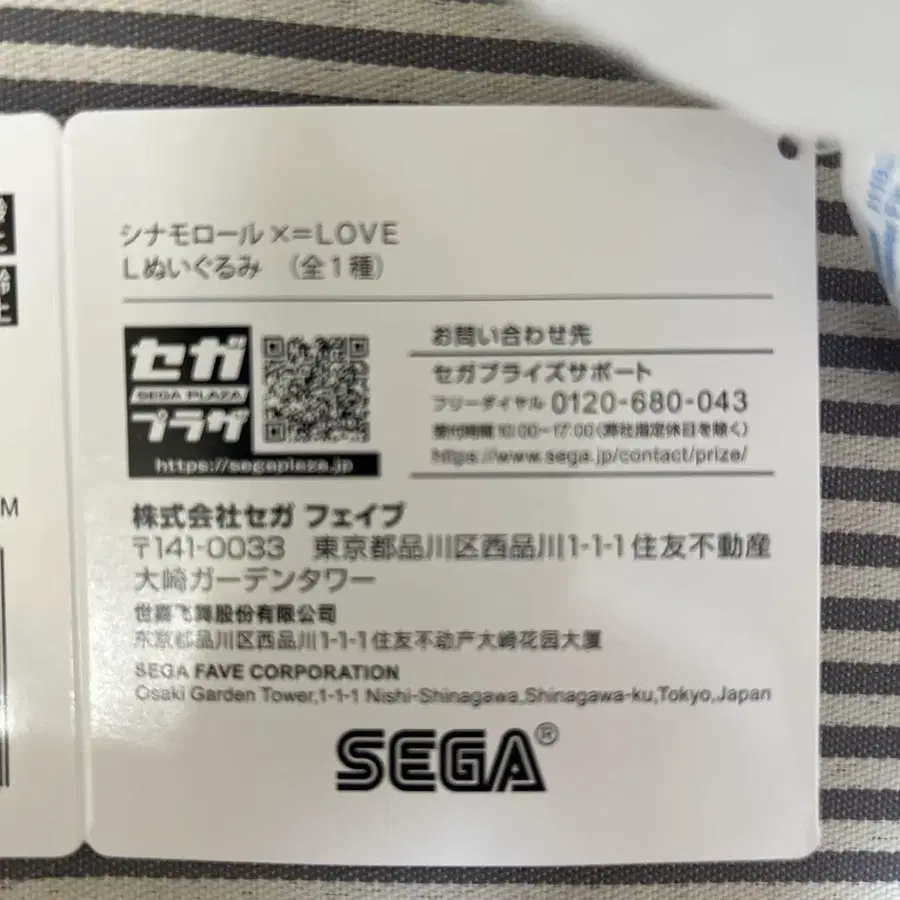 シナモロール×=LOVE
Lぬいぐるみ (全1種)
セガ
SEGA PLAZA
プラザ
https://segaplaza.jp
お問い合わせ先
セガプライズサポート
フリーダイヤル 0120-680-043
受付時間 10:00~17:00(弊社指定休日を除く)
https://www.sega.jp/contact/prize/
株式会社セガ フェイブ
〒141-0033 東京都品川区西品川1-1-1住友不動産
大崎ガーデンタワー
世嘉飞舞股份有限公司
东京都品川区西品川1-1-1住友不动产大崎花园大厦
SEGA FAVE CORPORATION
Osaki Garden Tower,1-1-1 Nishi-Shinagawa,Shinagawa-ku,Tokyo,Japan
SEGA®
齢
上
M